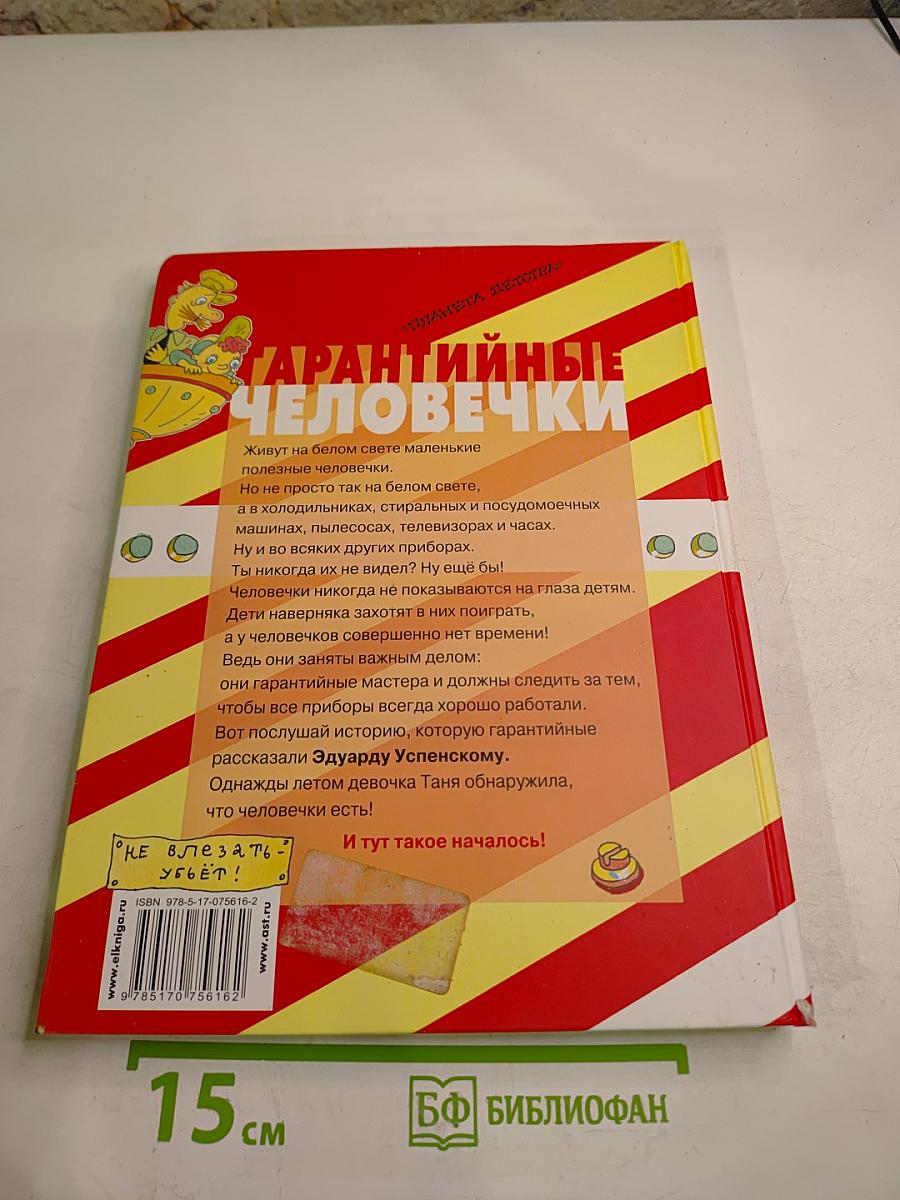 "ПЛАНЕТА ДЕТСТВА"
ГАРАНТИЙНЫЕ
ЧЕЛОВЕЧКИ
Живут на белом свете маленькие
полезные человечки.
Но не просто так на белом свете,
а в холодильниках, стиральных и посудомоечных
машинах, пылесосах, телевизорах и часах.
Ну и во всяких других приборах.
Ты никогда их не видел? Ну ещё бы!
Человечки никогда не показываются на глаза детям.
Дети наверняка захотят в них поиграть,
а у человечков совершенно нет времени!
Ведь они заняты важным делом:
они гарантийные мастера и должны следить за тем,
чтобы все приборы всегда хорошо работали.
Вот послушай историю, которую гарантийные
рассказали Эдуарду Успенскому.
Однажды летом девочка Таня обнаружила,
что человечки есть!
И тут такое началось!
НЕ ВЛЕЗАТЬ-
УБЬЁТ!
ISBN 978-5-17-075616-2
www.elkniga.ru
www.ast.ru
9 785170 756162
15 см
БФ БИБЛИОФАН